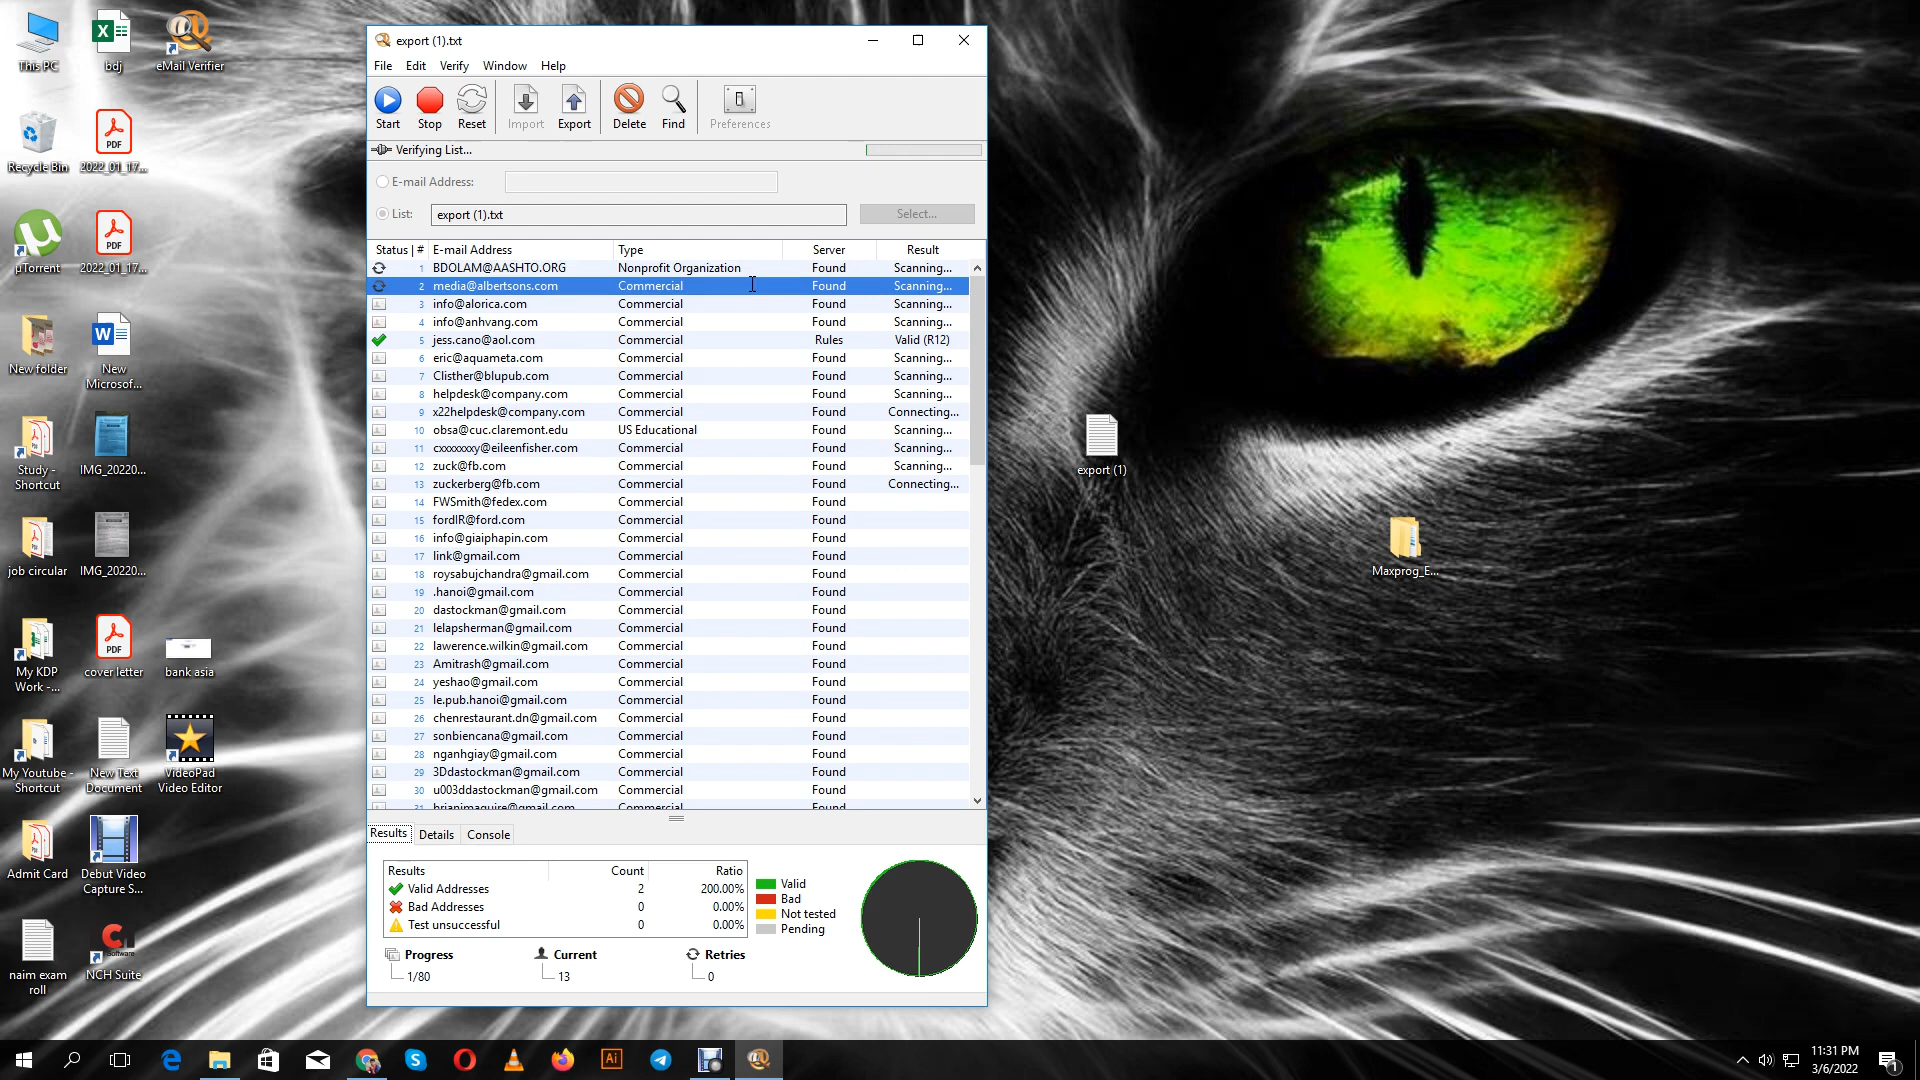 This PC
bdj
eMail Verifier
Recycle Bin
2022_01_17...
µTorrent
2022_01_17...
New folder
New
Microsof...
Study -
Shortcut
IMG_20220...
job circular
IMG_20220...
My KDP
Work -...
cover letter
bank asia
My Youtube -
Shortcut
New Text
Document
VideoPad
Video Editor
Admit Card
Debut Video
Capture S...
naim exam
roll
NCH Suite
export (1).txt
File Edit Verify Window Help
Start Stop Reset Import Export Delete Find Preferences
Verifying List...
E-mail Address:
List: export (1).txt Select...
Status | # E-mail Address Type Server Result
1 BDOLAM@AASHTO.ORG Nonprofit Organization Found Scanning...
2 media@albertsons.com Commercial Found Scanning...
3 info@alorica.com Commercial Found Scanning...
4 info@anhvang.com Commercial Found Scanning...
5 jess.cano@aol.com Commercial Rules Valid (R12)
6 eric@aquameta.com Commercial Found Scanning...
7 Clisther@blupub.com Commercial Found Scanning...
8 helpdesk@company.com Commercial Found Scanning...
9 x22helpdesk@company.com Commercial Found Connecting...
10 obsa@cuc.claremont.edu US Educational Found Scanning...
11 cxxxxxxy@eileenfisher.com Commercial Found Scanning...
12 zuck@fb.com Commercial Found Scanning...
13 zuckerberg@fb.com Commercial Found Connecting...
14 FWSmith@fedex.com Commercial Found
15 fordIR@ford.com Commercial Found
16 info@giaiphapin.com Commercial Found
17 link@gmail.com Commercial Found
18 roysabujchandra@gmail.com Commercial Found
19 .hanoi@gmail.com Commercial Found
20 dastockman@gmail.com Commercial Found
21 lelapsherman@gmail.com Commercial Found
22 lawerence.wilkin@gmail.com Commercial Found
23 Amitrash@gmail.com Commercial Found
24 yeshao@gmail.com Commercial Found
25 le.pub.hanoi@gmail.com Commercial Found
26 chenrestaurant.dn@gmail.com Commercial Found
27 sonbiencana@gmail.com Commercial Found
28 nganhgiay@gmail.com Commercial Found
29 3Ddastockman@gmail.com Commercial Found
30 u003ddastockman@gmail.com Commercial Found
31 brianimaguire@gmail.com Commercial Found
Results Details Console
Results Count Ratio
Valid Addresses 2 200.00%
Bad Addresses 0 0.00%
Test unsuccessful 0 0.00%
Valid
Bad
Not tested
Pending
Progress Current Retries
1/80 13 0
export (1)
Maxprog_E...
11:31 PM
3/6/2022
1